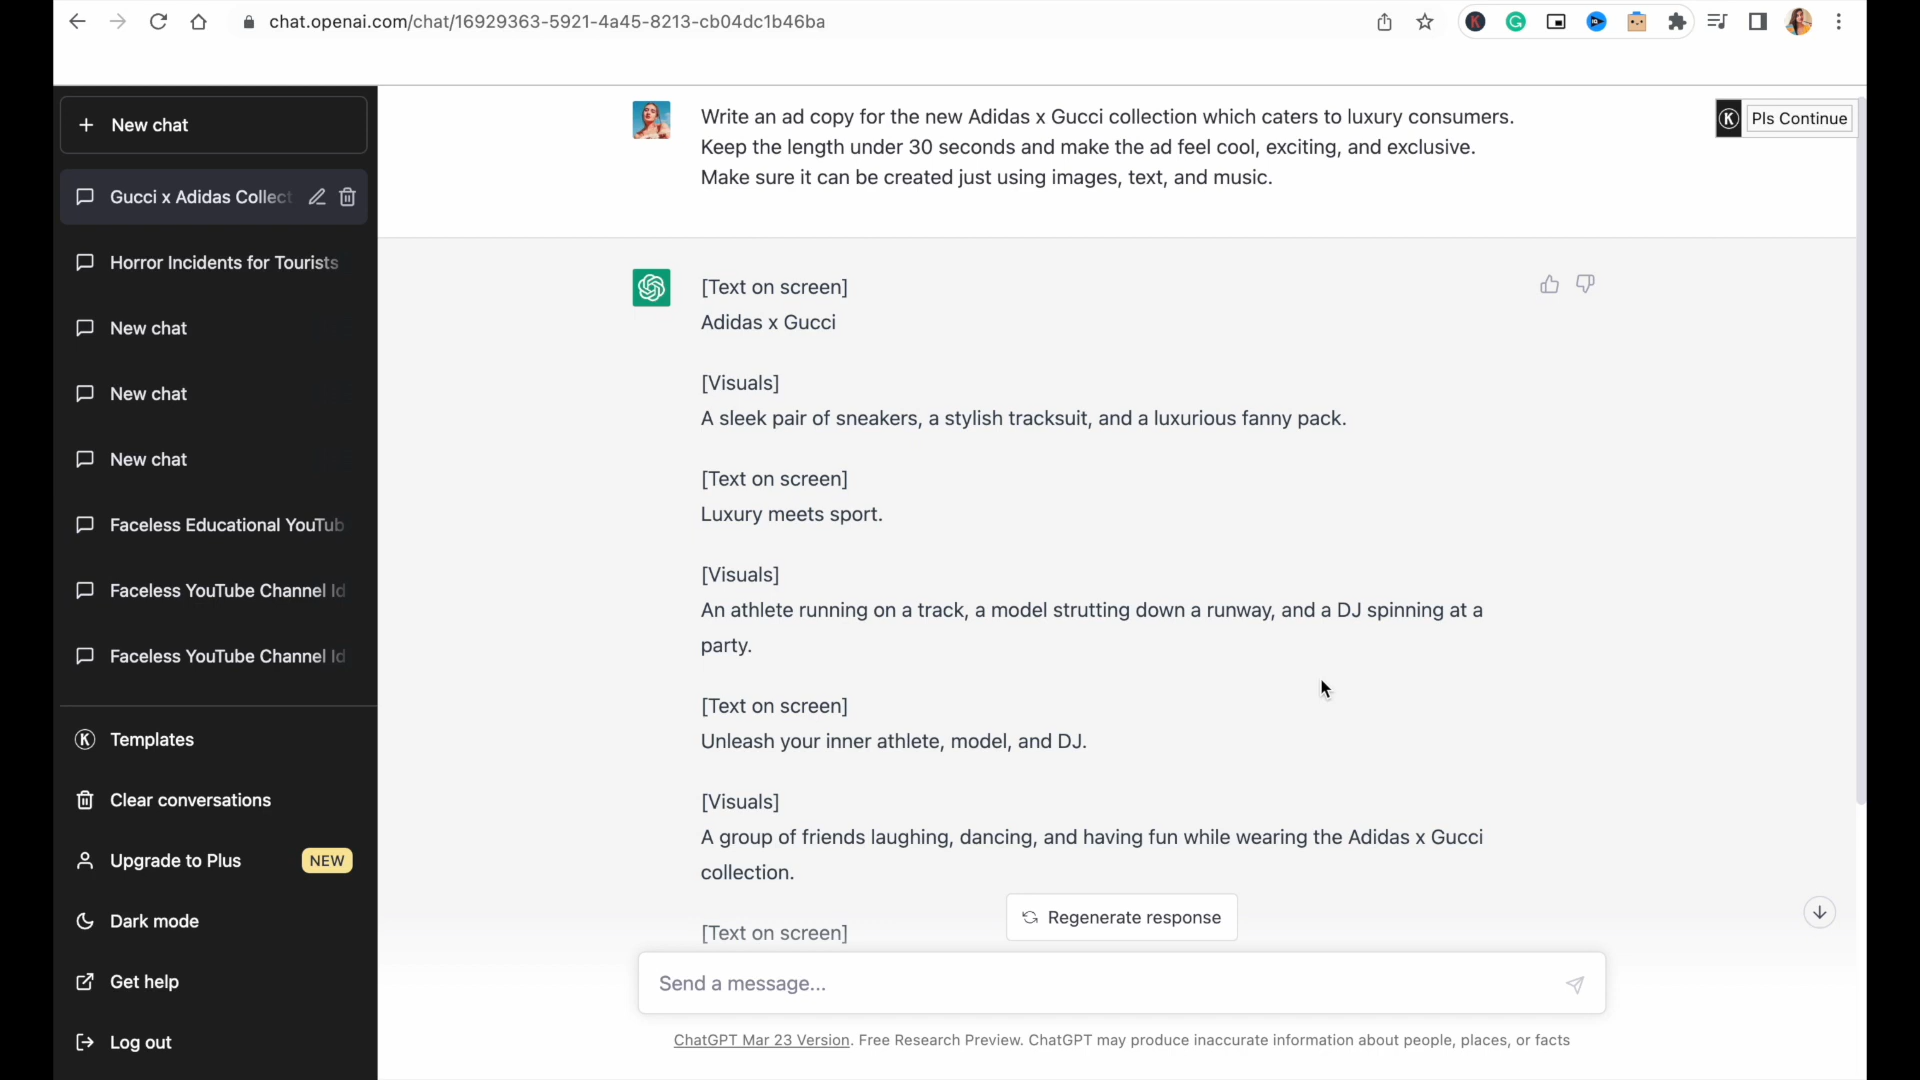 chat.openai.com/chat/16929363-5921-4a45-8213-cb04dc1b46ba
New chat
Gucci x Adidas Collect
Horror Incidents for Tourists
New chat
New chat
New chat
Faceless Educational YouTub
Faceless YouTube Channel Id
Faceless YouTube Channel Id
Templates
Clear conversations
Upgrade to Plus NEW
Dark mode
Get help
Log out
Write an ad copy for the new Adidas x Gucci collection which caters to luxury consumers.
Keep the length under 30 seconds and make the ad feel cool, exciting, and exclusive.
Make sure it can be created just using images, text, and music.
K Pls Continue
[Text on screen]
Adidas x Gucci
[Visuals]
A sleek pair of sneakers, a stylish tracksuit, and a luxurious fanny pack.
[Text on screen]
Luxury meets sport.
[Visuals]
An athlete running on a track, a model strutting down a runway, and a DJ spinning at a
party.
[Text on screen]
Unleash your inner athlete, model, and DJ.
[Visuals]
A group of friends laughing, dancing, and having fun while wearing the Adidas x Gucci
collection.
[Text on screen]
Regenerate response
Send a message...
ChatGPT Mar 23 Version. Free Research Preview. ChatGPT may produce inaccurate information about people, places, or facts